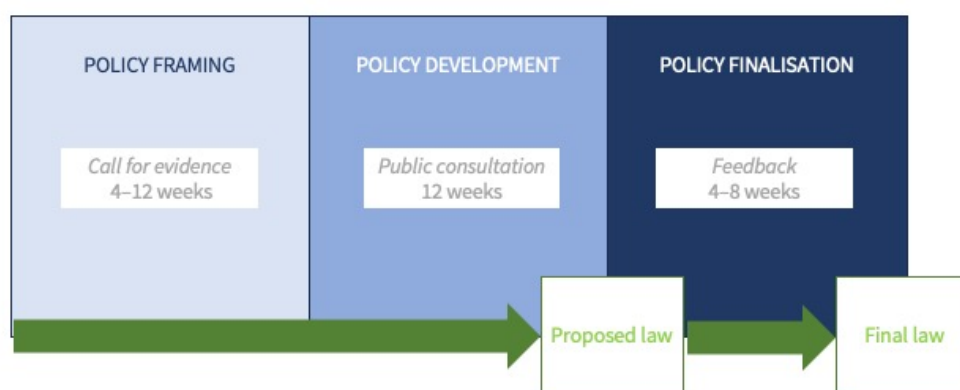 POLICY FRAMING
POLICY DEVELOPMENT
POLICY FINALISATION
Call for evidence
4–12 weeks
Public consultation
12 weeks
Feedback
4–8 weeks
Proposed law
Final law